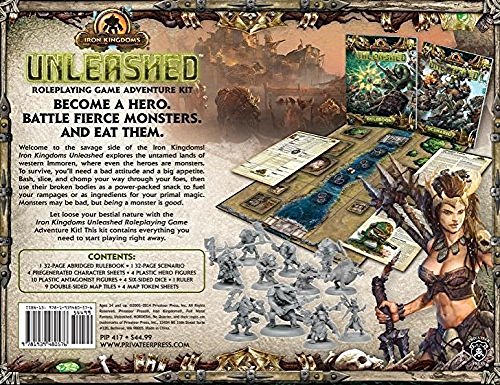 IRON KINGDOMS
UNLEASHED
ROLEPLAYING GAME ADVENTURE KIT
BECOME A HERO.
BATTLE FIERCE MONSTERS.
AND EAT THEM.
Welcome to the savage side of the Iron Kingdoms!
Iron Kingdoms Unleashed explores the untamed lands of
western Immoren, where even the heroes are monsters.
To survive, you'll need a bad attitude and a big appetite.
Bash, slice, and chomp your way through your foes, then
use their broken bodies as a power-packed snack to fuel
your rampages or as ingredients for your primal magic.
Monsters may be bad, but being a monster is good.
Let loose your bestial nature with the
Iron Kingdoms Unleashed Roleplaying Game
Adventure Kit! This kit contains everything you
need to start playing right away.
CONTENTS:
1 32-PAGE ABRIDGED RULEBOOK • 1 32-PAGE SCENARIO
4 PREGENERATED CHARACTER SHEETS • 4 PLASTIC HERO FIGURES
10 PLASTIC ANTAGONIST FIGURES • 4 SIX-SIDED DICE • 1 RULER
9 DOUBLE-SIDED MAP TILES • 4 MAP TOKEN SHEETS
$44.99
PIP 417 • $44.99
WWW.PRIVATEERPRESS.COM
UNLEASHED
UNLEASHED